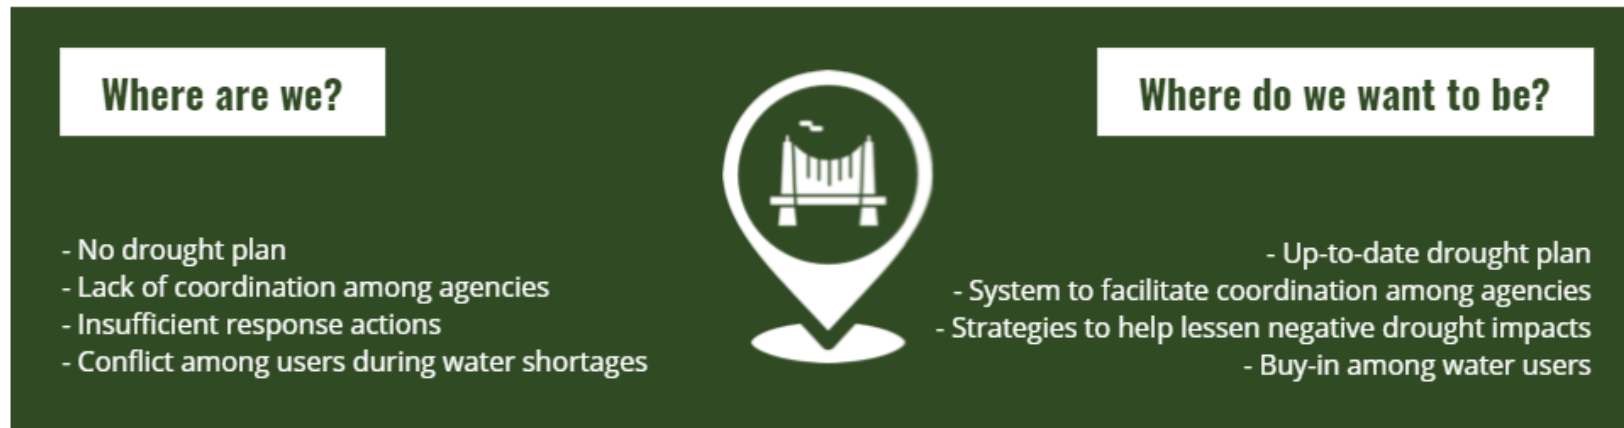 Where are we?
- No drought plan
- Lack of coordination among agencies
- Insufficient response actions
- Conflict among users during water shortages
Where do we want to be?
- Up-to-date drought plan
- System to facilitate coordination among agencies
- Strategies to help lessen negative drought impacts
- Buy-in among water users